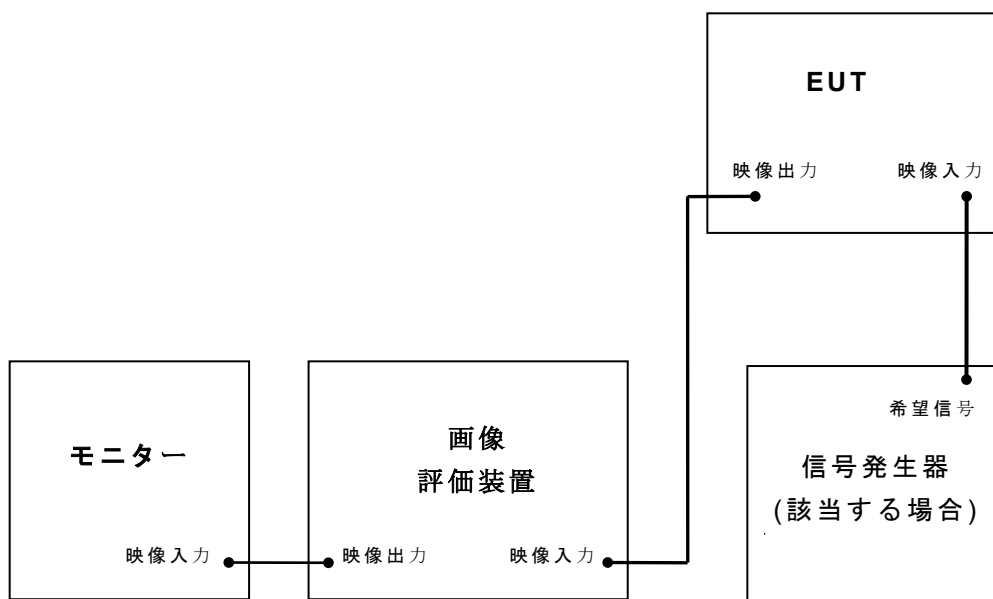 EUT
映像出力
映像入力
希望信号
モニター
画像
評価装置
信号発生器
(該当する場合)
映像入力
映像出力
映像入力